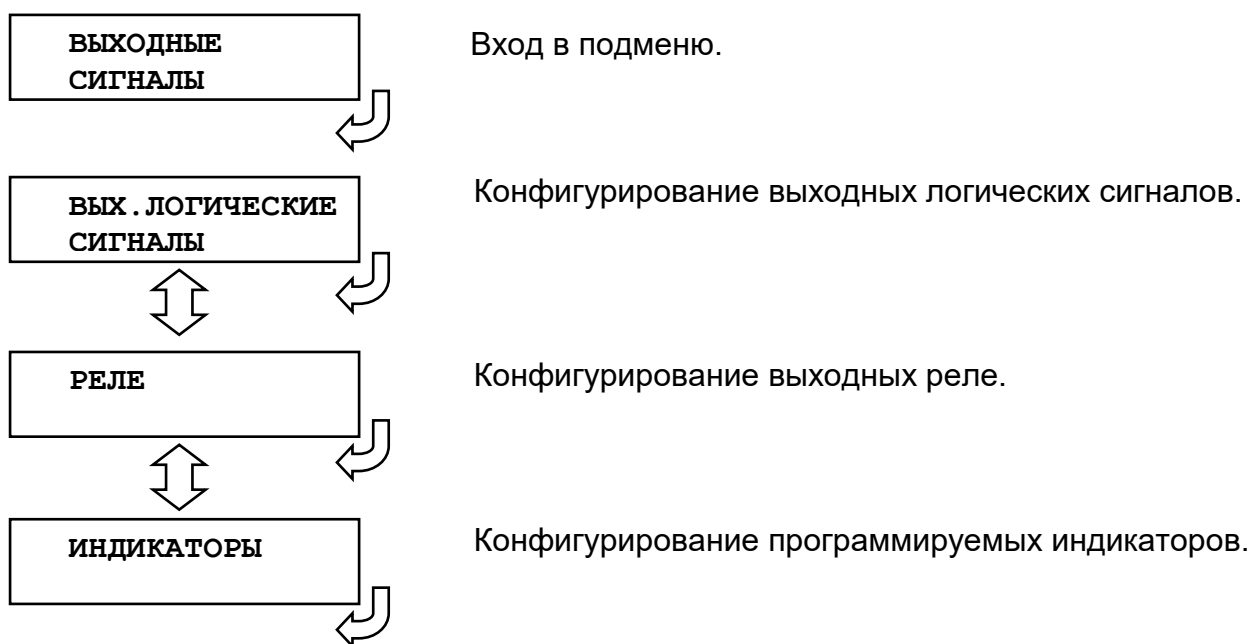 ВЫХОДНЫЕ
СИГНАЛЫ
Вход в подменю.
ВЫХ.ЛОГИЧЕСКИЕ
СИГНАЛЫ
Конфигурирование выходных логических сигналов.
РЕЛЕ
Конфигурирование выходных реле.
ИНДИКАТОРЫ
Конфигурирование программируемых индикаторов.